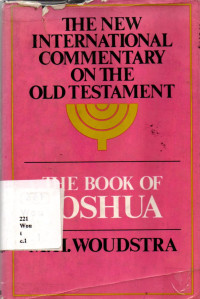 THE NEW
INTERNATIONAL
COMMENTARY
ON THE
OLD TESTAMENT
THE BOOK OF
JOSHUA
WOUDSTRA
221
Wou
t
c.1